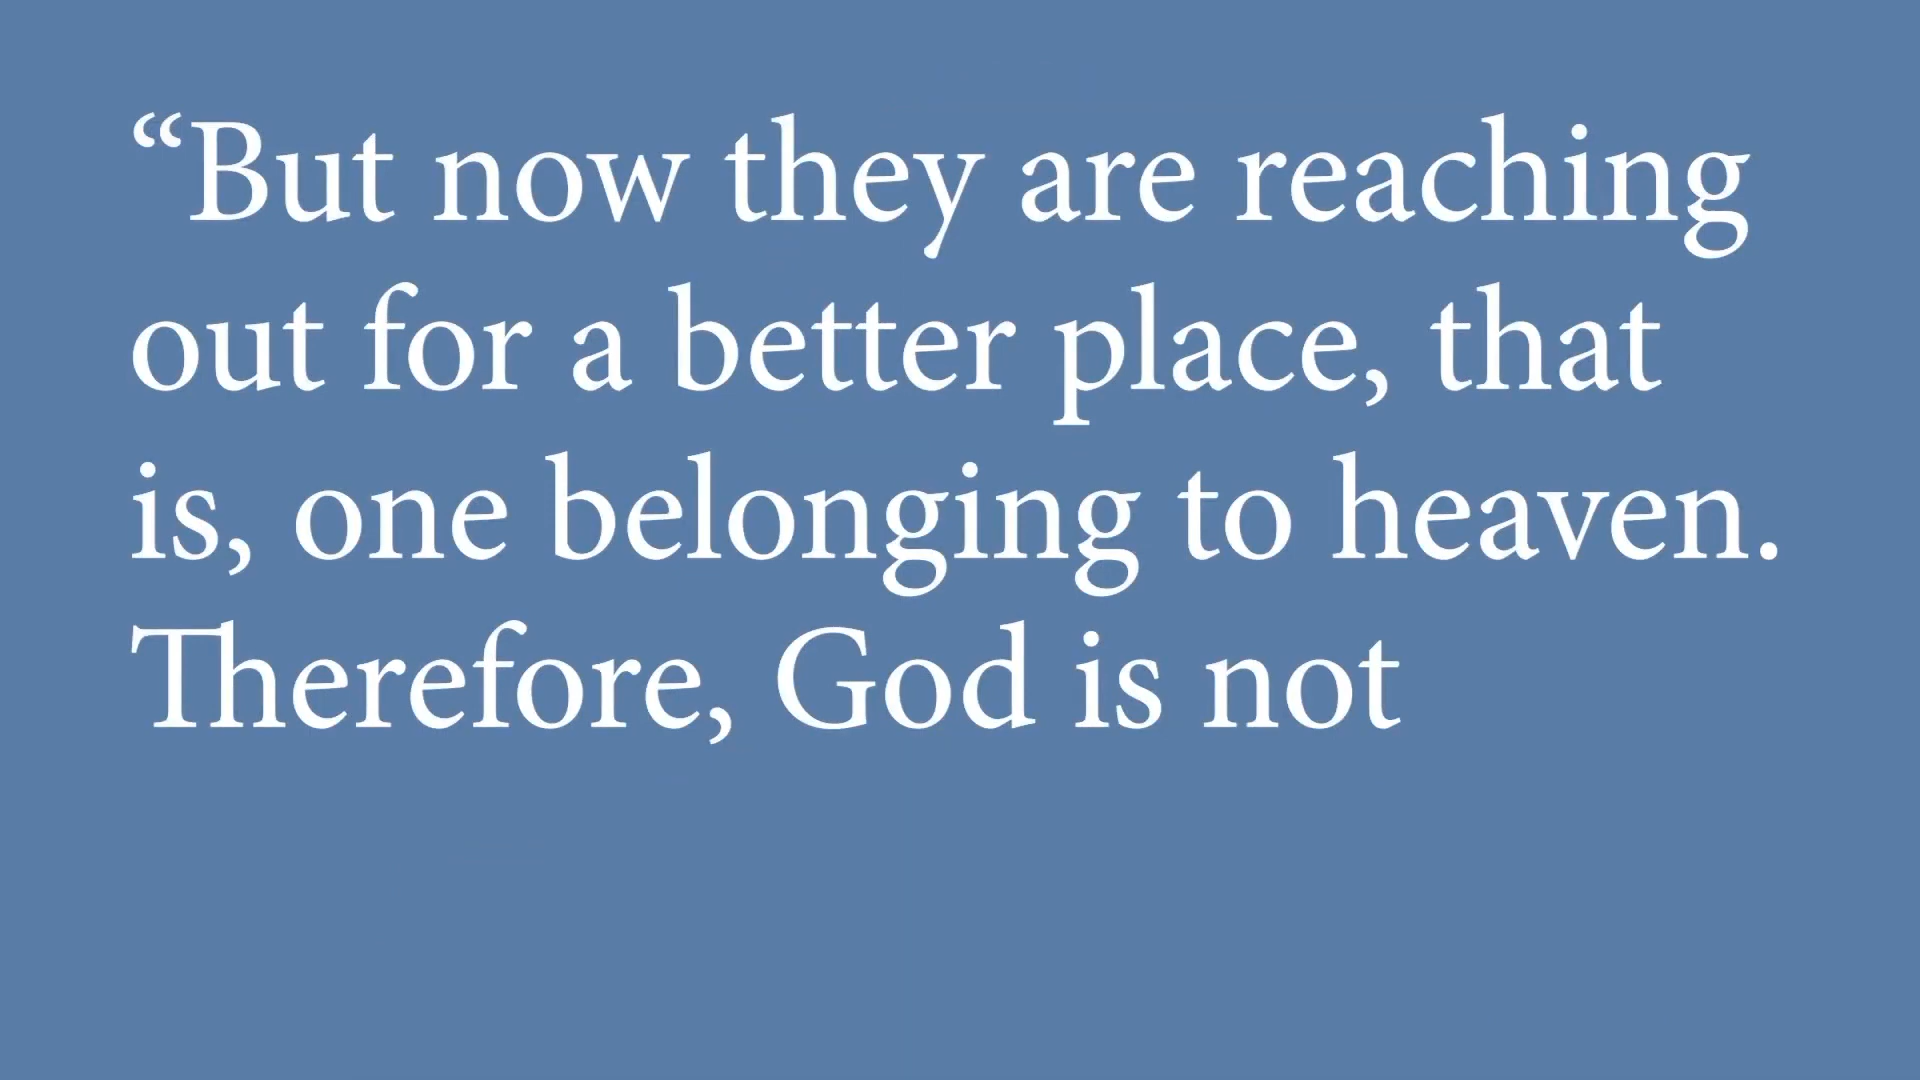 “But now they are reaching
out for a better place, that
is, one belonging to heaven.
Therefore, God is not